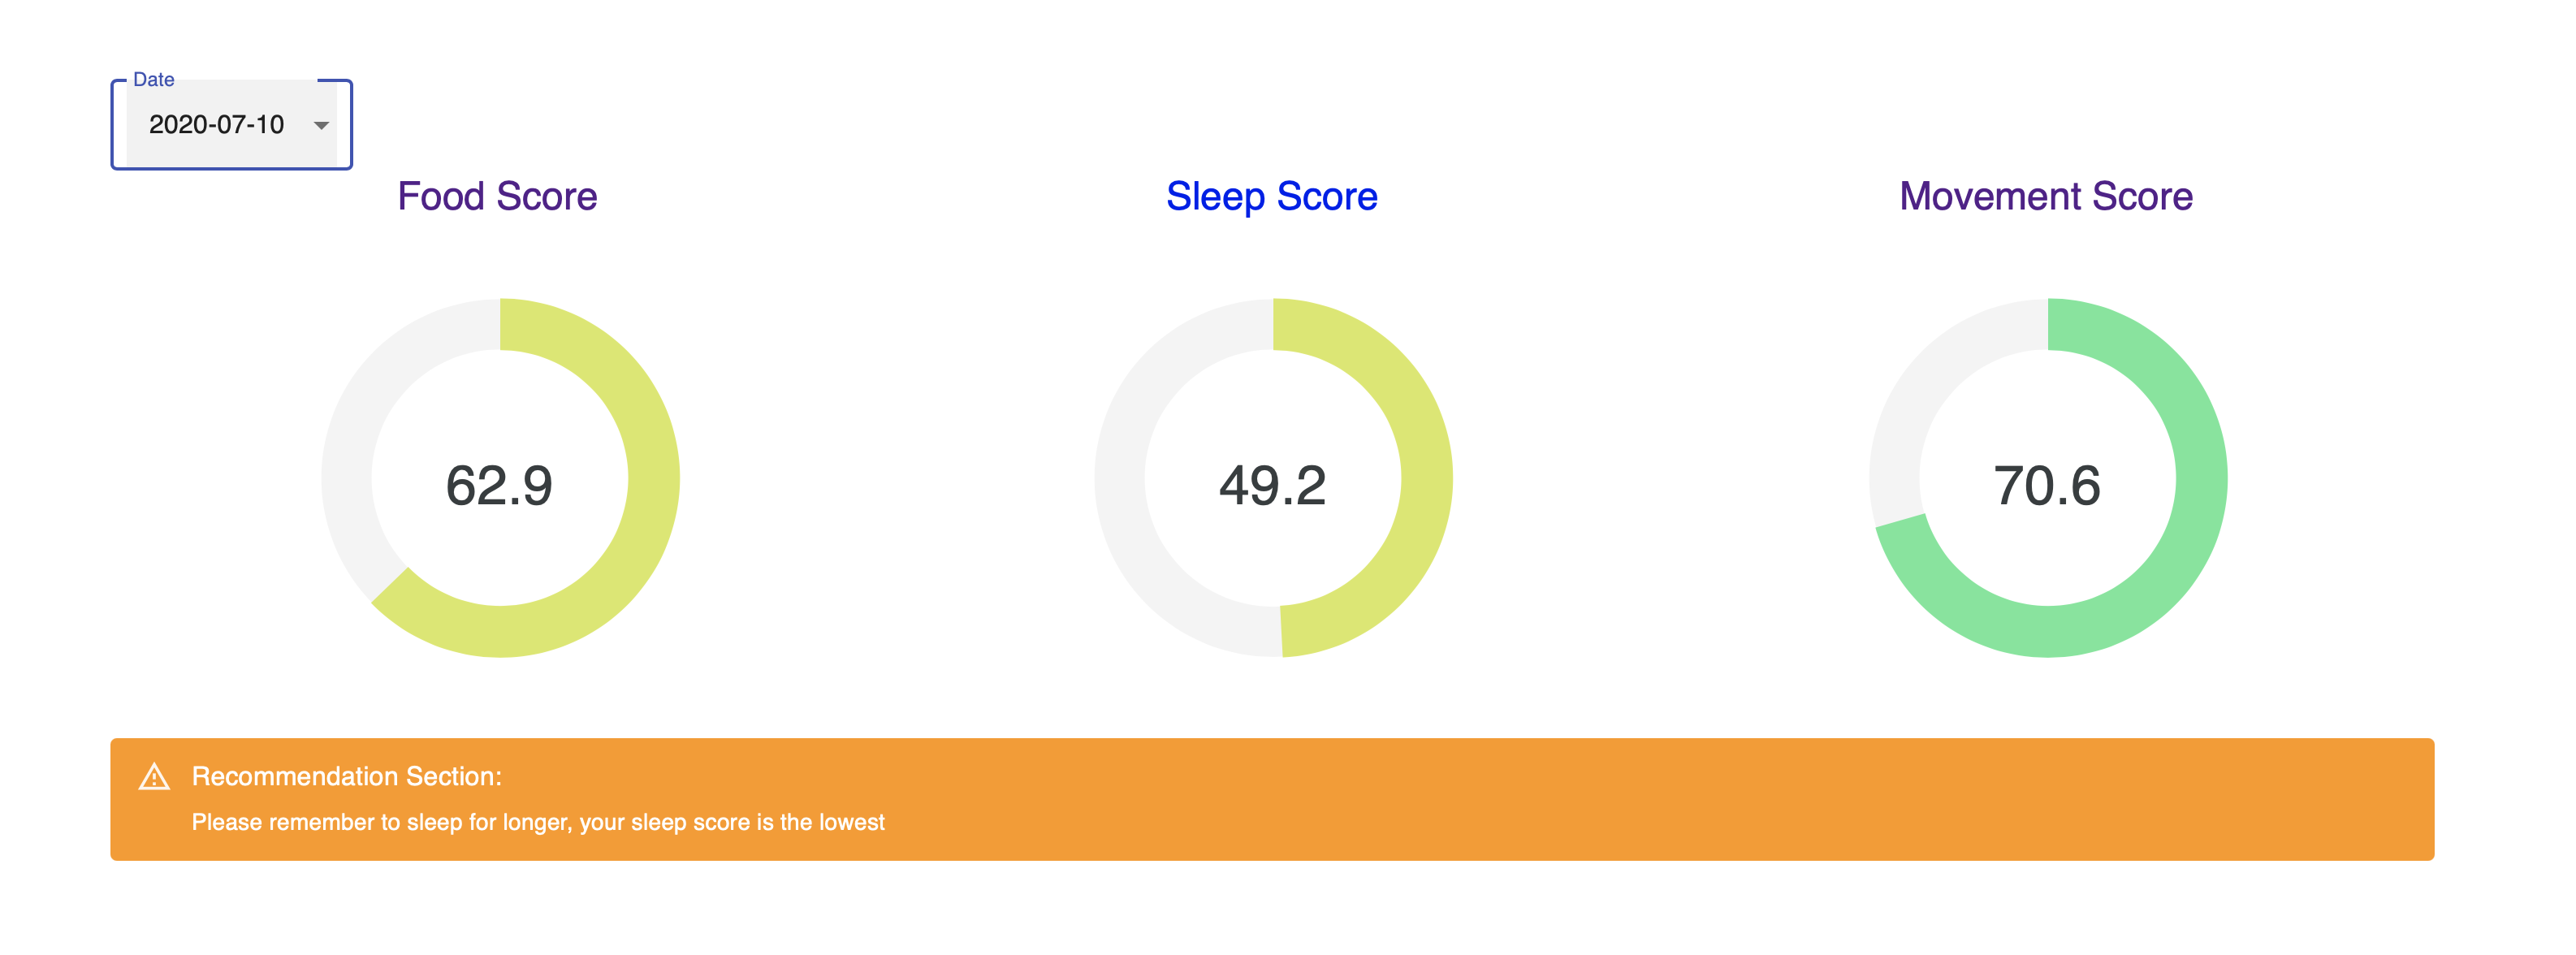 Date
2020-07-10
Food Score
Sleep Score
Movement Score
62.9
49.2
70.6
Recommendation Section:
Please remember to sleep for longer, your sleep score is the lowest